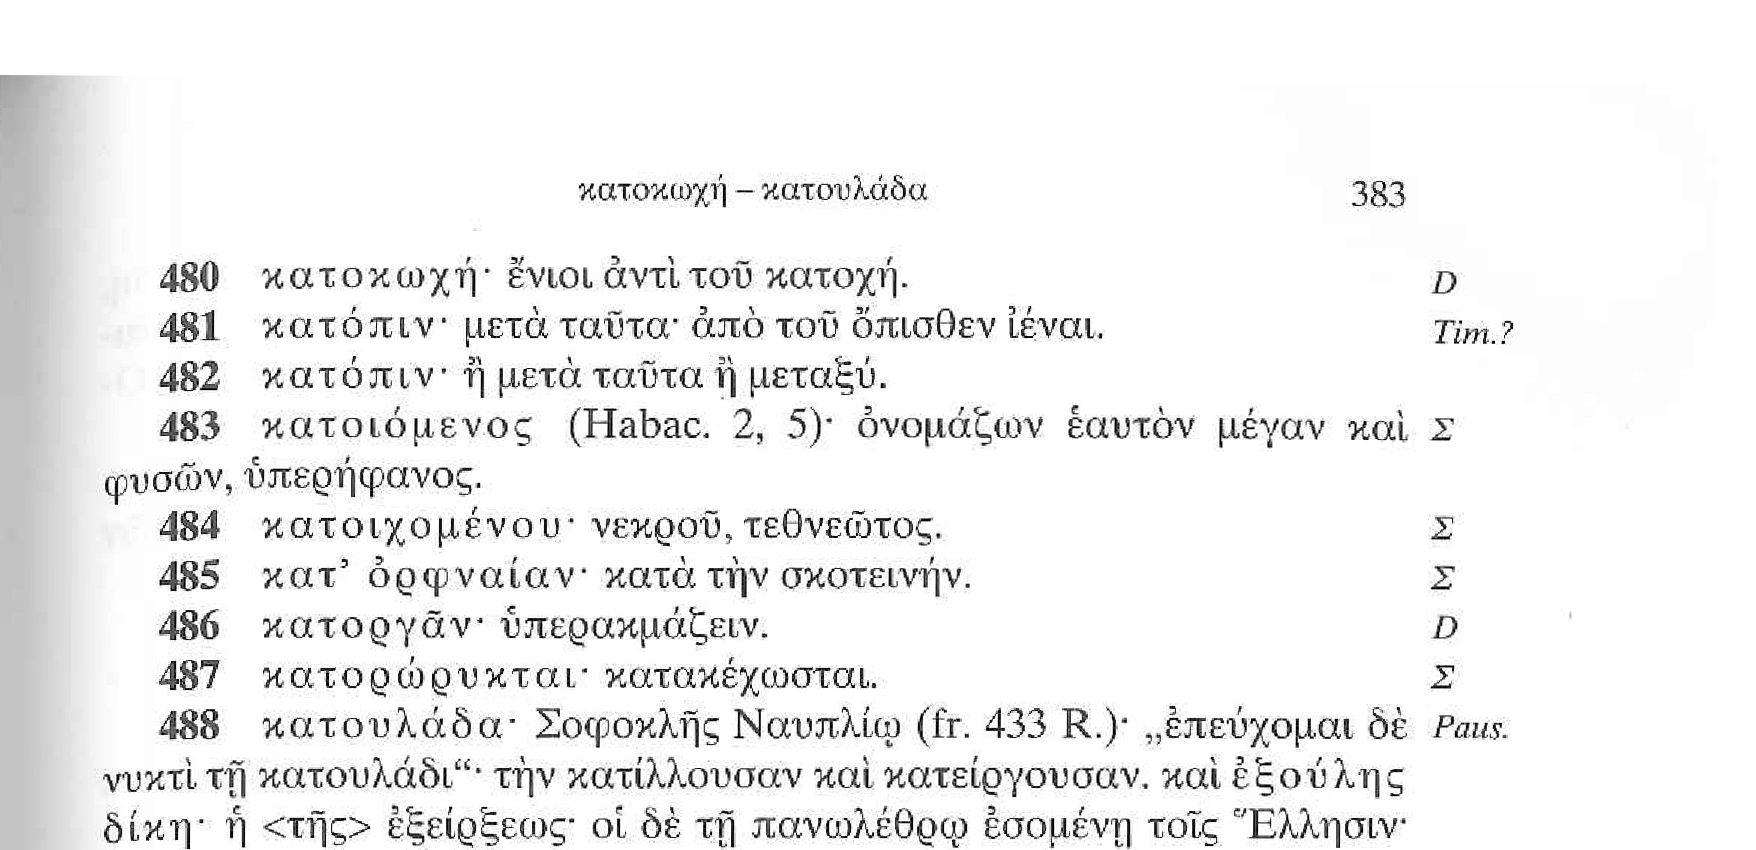 κατοκωχή – κατουλάδα 383
480 κατοκωχή· ἔνιοι ἀντὶ τοῦ κατοχή. D
481 κατόπιν· μετὰ ταῦτα· ἀπὸ τοῦ ὄπισθεν ἰέναι. Tim.?
482 κατόπιν· ἢ μετὰ ταῦτα ἢ μεταξύ.
483 κατοιόμενος (Habac. 2, 5)· ὀνομάζων ἑαυτὸν μέγαν καὶ Σ
φυσῶν, ὑπερήφανος.
484 κατοιχομένου· νεκροῦ, τεθνεῶτος. Σ
485 κατ’ ὀρφναίαν· κατὰ τὴν σκοτεινήν. Σ
486 κατοργᾶν· ὑπερακμάζειν. D
487 κατορώρυκται· κατακέχωσται. Σ
488 κατουλάδα· Σοφοκλῆς Ναυπλίῳ (fr. 433 R.)· „ἐπεύχομαι δὲ Paus.
νυκτὶ τῇ κατουλάδι“· τὴν κατίλλουσαν καὶ κατείργουσαν. καὶ ἐξούλης
δίκη· ἡ <τῆς> ἐξείρξεως· οἱ δὲ τῇ πανωλέθρῳ ἐσομένῃ τοῖς Ἕλλησιν·